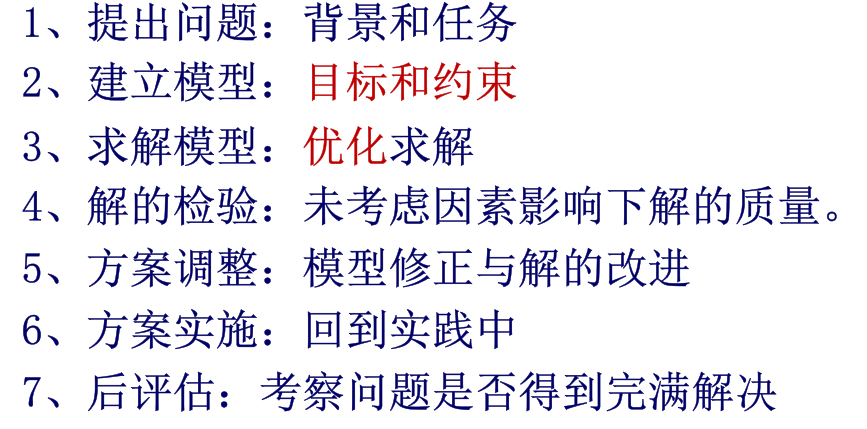 1、提出问题：背景和任务
2、建立模型：目标和约束
3、求解模型：优化求解
4、解的检验：未考虑因素影响下解的质量。
5、方案调整：模型修正与解的改进
6、方案实施：回到实践中
7、后评估：考察问题是否得到完满解决